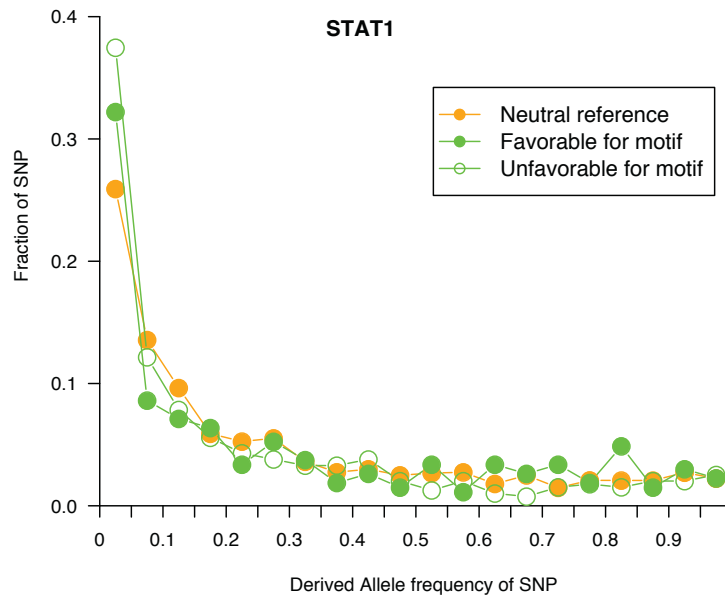 STAT1
Neutral reference
Favorable for motif
Unfavorable for motif
Fraction of SNP
0.4
0.3
0.2
0.1
0.0
0 0.1 0.2 0.3 0.4 0.5 0.6 0.7 0.8 0.9
Derived Allele frequency of SNP